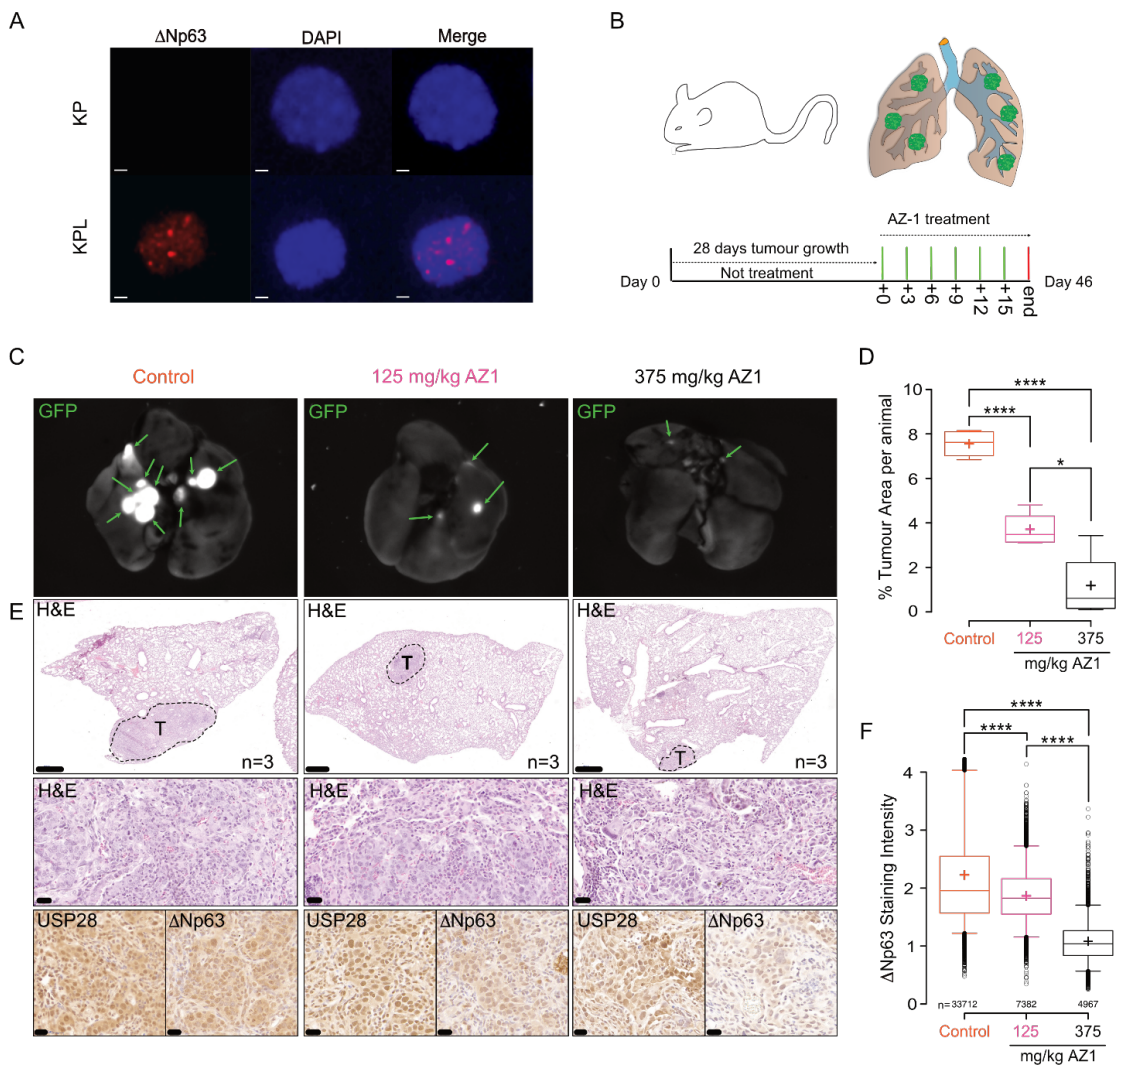 A
ΔNp63 DAPI Merge
KP
KPL
B
AZ-1 treatment
28 days tumour growth
Not treatment
Day 0
Day 46
+0 +3 +6 +9 +12 +15 end
C
Control 125 mg/kg AZ1 375 mg/kg AZ1
GFP GFP GFP
D
% Tumour Area per animal
10
8
6
4
2
0
****
****
*
Control 125 375
mg/kg AZ1
E
H&E H&E H&E
T T T
n=3 n=3 n=3
H&E H&E H&E
USP28 ΔNp63 USP28 ΔNp63 USP28 ΔNp63
F
ΔNp63 Staining Intensity
4
3
2
1
0
****
****
****
n= 33712 7382 4967
Control 125 375
mg/kg AZ1